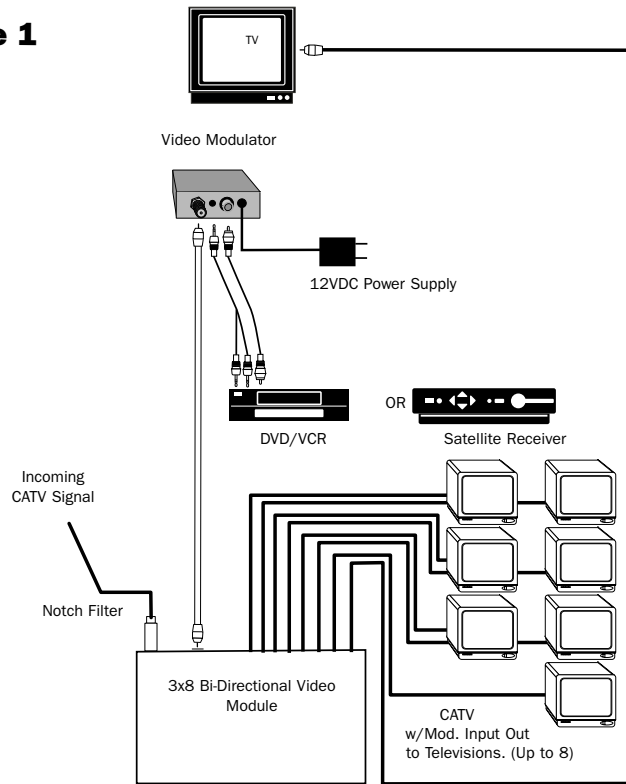 e 1
TV
Video Modulator
12VDC Power Supply
OR
DVD/VCR
Satellite Receiver
Incoming
CATV Signal
Notch Filter
3x8 Bi-Directional Video
Module
CATV
w/Mod. Input Out
to Televisions. (Up to 8)